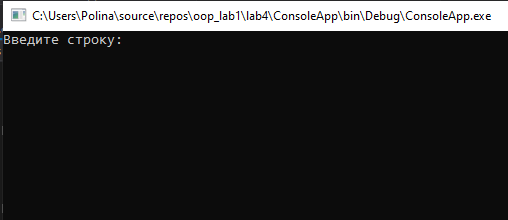 C:\Users\Polina\source\repos\oop_lab1\lab4\ConsoleApp\bin\Debug\ConsoleApp.exe
Введите строку: